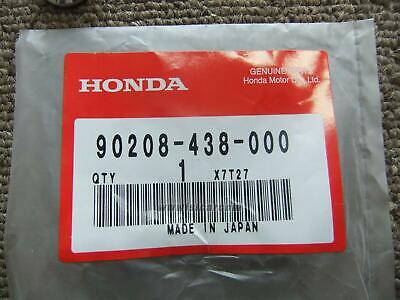 HONDA
GENUINE
Honda Motor Co., Ltd.
90208-438-000
QTY 1 X7T27
MADE IN JAPAN